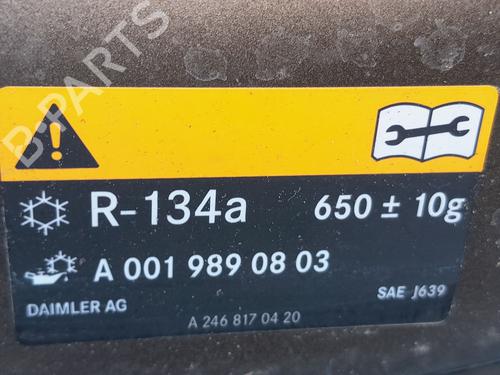 B-PARTS
R-134a 650 ± 10g
A 001 989 08 03
DAIMLER AG SAE J639
A 246 817 04 20